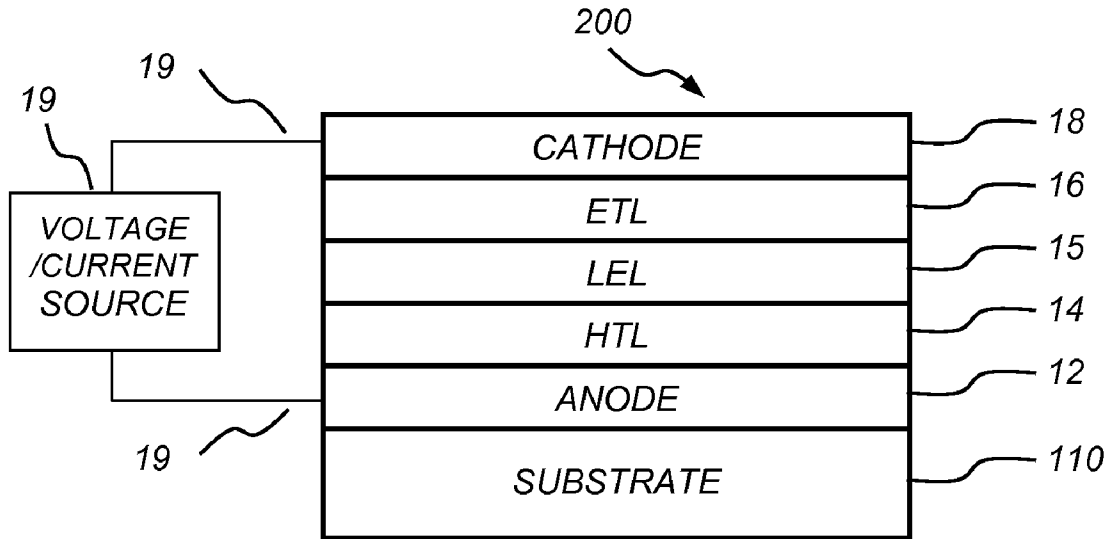 200
19
19
CATHODE
18
ETL
16
VOLTAGE
/CURRENT
SOURCE
LEL
15
HTL
14
ANODE
12
19
SUBSTRATE
110